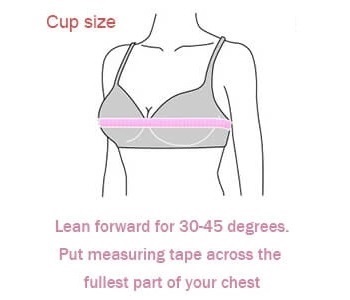 Cup size
Lean forward for 30-45 degrees.
Put measuring tape across the
fullest part of your chest